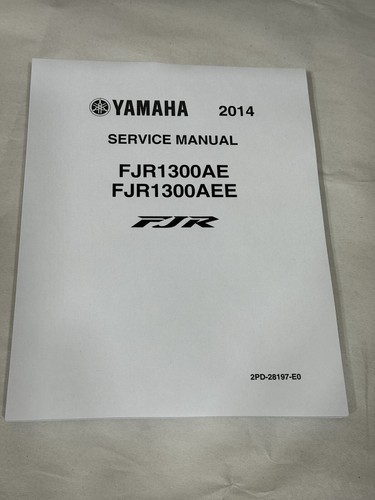 YAMAHA 2014
SERVICE MANUAL
FJR1300AE
FJR1300AEE
FJR
2PD-28197-E0